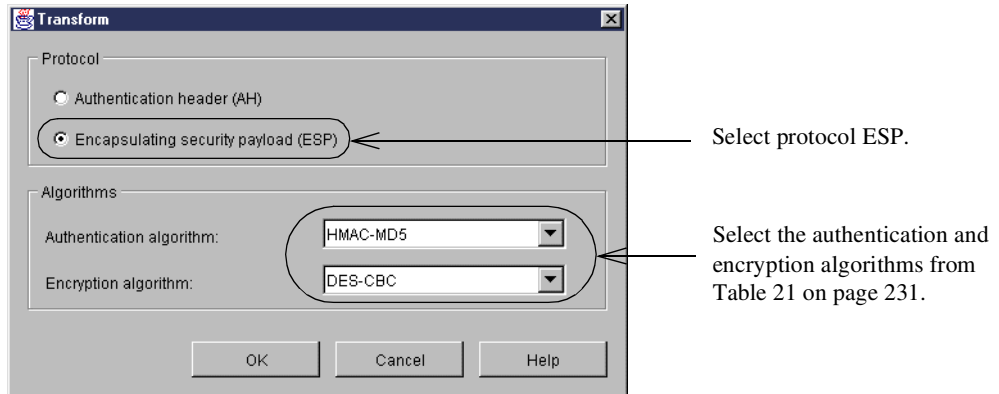 Transform
Protocol
Authentication header (AH)
Encapsulating security payload (ESP)
Select protocol ESP.
Algorithms
Authentication algorithm:
HMAC-MD5
Encryption algorithm:
DES-CBC
Select the authentication and
encryption algorithms from
Table 21 on page 231.
OK
Cancel
Help